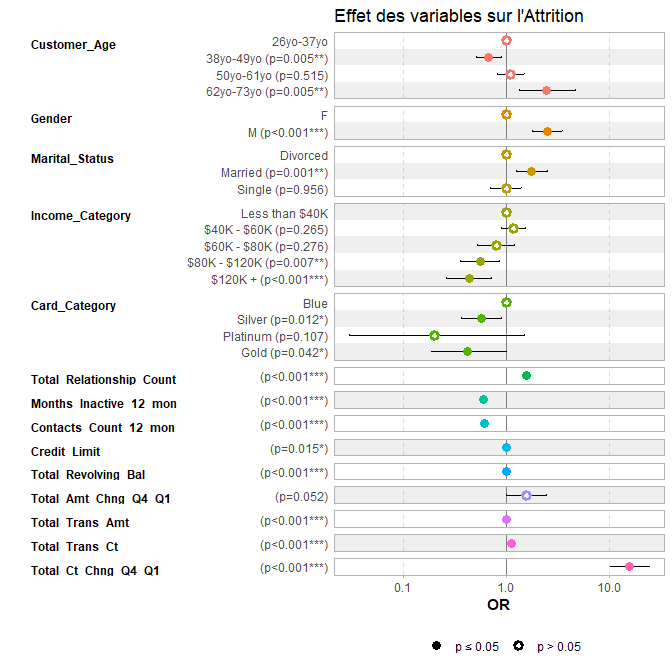 Effet des variables sur l'Attrition
Customer_Age 26yo-37yo
38yo-49yo (p=0.005**)
50yo-61yo (p=0.515)
62yo-73yo (p=0.005**)
Gender F
M (p<0.001***)
Marital_Status Divorced
Married (p=0.001**)
Single (p=0.956)
Income_Category Less than $40K
$40K - $60K (p=0.265)
$60K - $80K (p=0.276)
$80K - $120K (p=0.007**)
$120K + (p<0.001***)
Card_Category Blue
Silver (p=0.012*)
Platinum (p=0.107)
Gold (p=0.042*)
Total Relationship Count (p<0.001***)
Months Inactive 12 mon (p<0.001***)
Contacts Count 12 mon (p<0.001***)
Credit Limit (p=0.015*)
Total Revolving Bal (p<0.001***)
Total Amt Chng Q4 Q1 (p=0.052)
Total Trans Amt (p<0.001***)
Total Trans Ct (p<0.001***)
Total Ct Chng Q4 Q1 (p<0.001***)
0.1 1.0 10.0
OR
p ≤ 0.05 p > 0.05